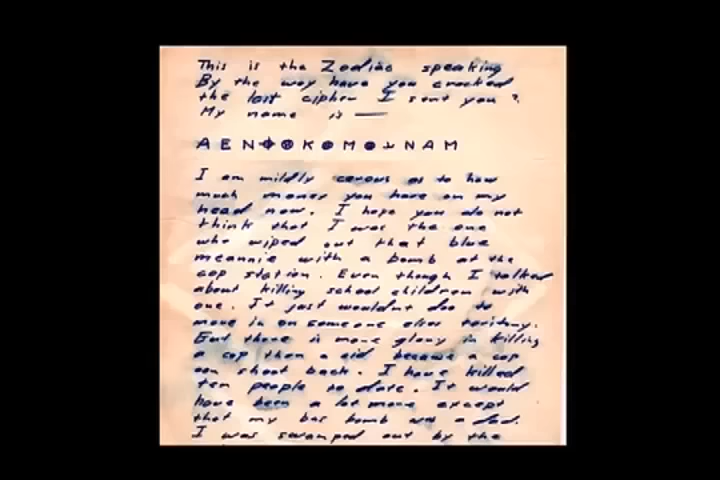 This is the Zodiac speaking
By the way have you cracked
the last cipher I sent you?
My name is —
A E N ⌖ ⊗ K ⊗ M ⊗ ⅃ N A M
I am mildly cerous as to how
much money you have on my
head now. I hope you do not
think that I was the one
who wiped out that blue
meannie with a bomb at the
cop station. Even though I talked
about killing school children with
one. It just wouldnt doo to
move in on someone elses teritory.
But there is more glory in killing
a cop than a cid because a cop
can shoot back. I have killed
ten people to date. It would
have been a lot more except
that my bus bomb was a dud.
I was swamped out by the